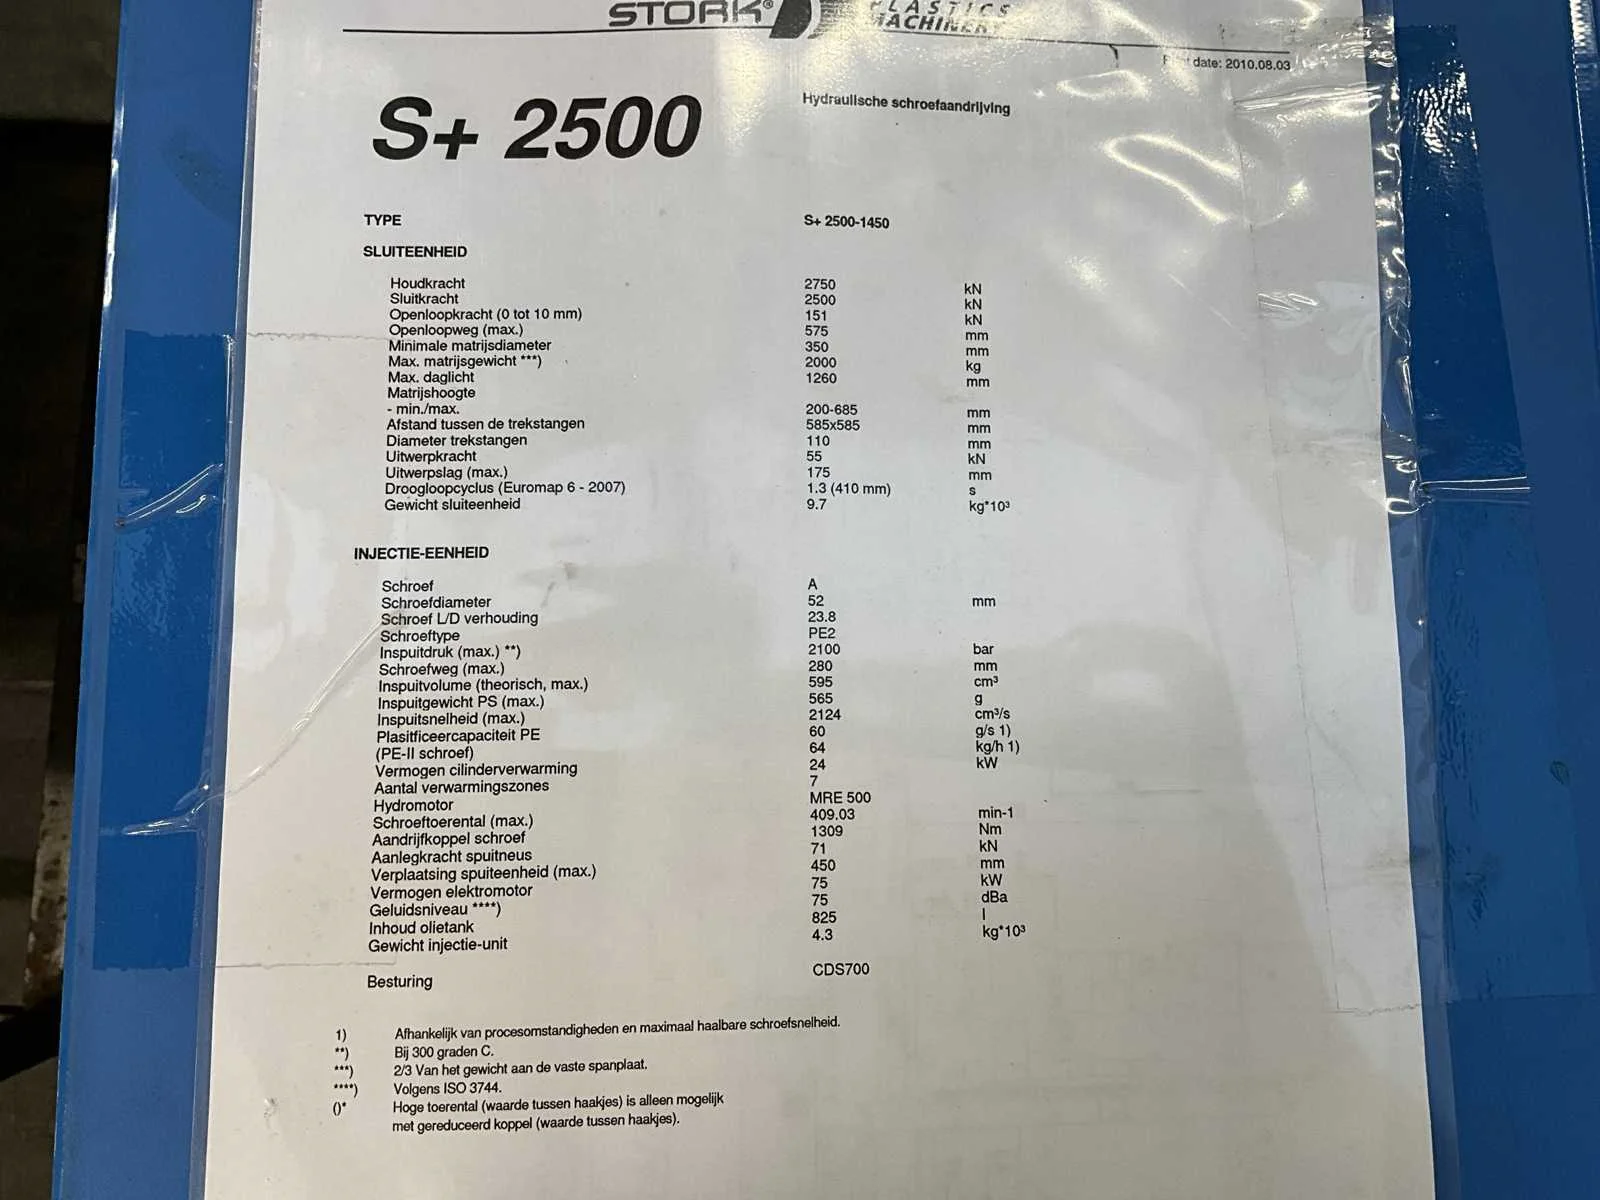 STORK® PLASTICS
MACHINERY
date: 2010.08.03
S+ 2500
Hydraulische schroefaandrijving
TYPE S+ 2500-1450
SLUITEENHEID
Houdkracht 2750 kN
Sluitkracht 2500 kN
Openloopkracht (0 tot 10 mm) 151 kN
Openloopweg (max.) 575 mm
Minimale matrijsdiameter 350 mm
Max. matrijsgewicht ***) 2000 kg
Max. daglicht 1260 mm
Matrijshoogte
- min./max. 200-685 mm
Afstand tussen de trekstangen 585x585 mm
Diameter trekstangen 110 mm
Uitwerpkracht 55 kN
Uitwerpslag (max.) 175 mm
Droogloopcyclus (Euromap 6 - 2007) 1.3 (410 mm) s
Gewicht sluiteenheid 9.7 kg*10³
INJECTIE-EENHEID
Schroef A
Schroefdiameter 52 mm
Schroef L/D verhouding 23.8
Schroeftype PE2
Inspuitdruk (max.) **) 2100 bar
Schroefweg (max.) 280 mm
Inspuitvolume (theorisch, max.) 595 cm³
Inspuitgewicht PS (max.) 565 g
Inspuitsnelheid (max.) 2124 cm³/s
Plasitficeercapaciteit PE 60 g/s 1)
(PE-II schroef) 64 kg/h 1)
Vermogen cilinderverwarming 24 kW
Aantal verwarmingszones 7
Hydromotor MRE 500
Schroeftoerental (max.) 409.03 min-1
Aandrijfkoppel schroef 1309 Nm
Aanlegkracht spuitneus 71 kN
Verplaatsing spuiteenheid (max.) 450 mm
Vermogen elektromotor 75 kW
Geluidsniveau ****) 75 dBa
Inhoud olietank 825 l
Gewicht injectie-unit 4.3 kg*10³
Besturing CDS700
1) Afhankelijk van procesomstandigheden en maximaal haalbare schroefsnelheid.
**) Bij 300 graden C.
***) 2/3 Van het gewicht aan de vaste spanplaat.
****) Volgens ISO 3744.
()* Hoge toerental (waarde tussen haakjes) is alleen mogelijk
met gereduceerd koppel (waarde tussen haakjes).